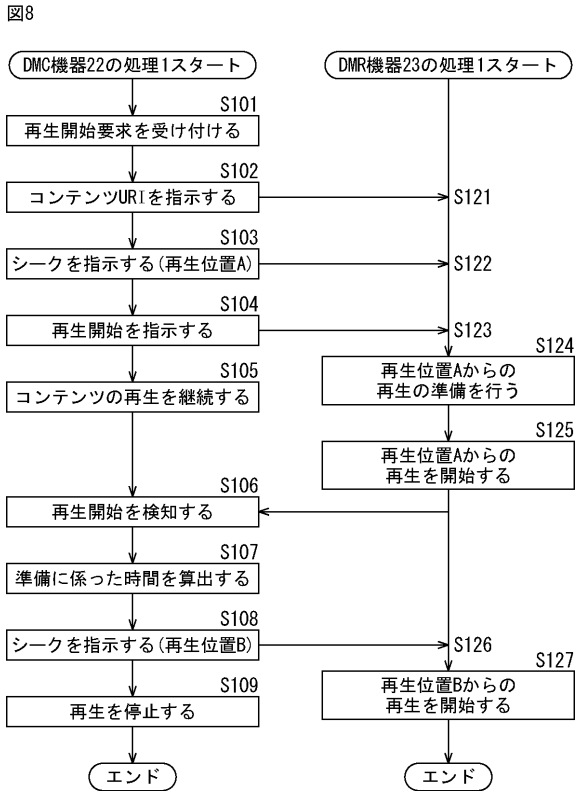 図8
DMC機器22の処理1スタート
DMR機器23の処理1スタート
S101
再生開始要求を受け付ける
S102
コンテンツURIを指示する
S121
S103
シークを指示する(再生位置A)
S122
S104
再生開始を指示する
S123
S124
再生位置Aからの
再生の準備を行う
S105
コンテンツの再生を継続する
S125
再生位置Aからの
再生を開始する
S106
再生開始を検知する
S107
準備に係った時間を算出する
S108
シークを指示する(再生位置B)
S126
S127
再生位置Bからの
再生を開始する
S109
再生を停止する
エンド
エンド